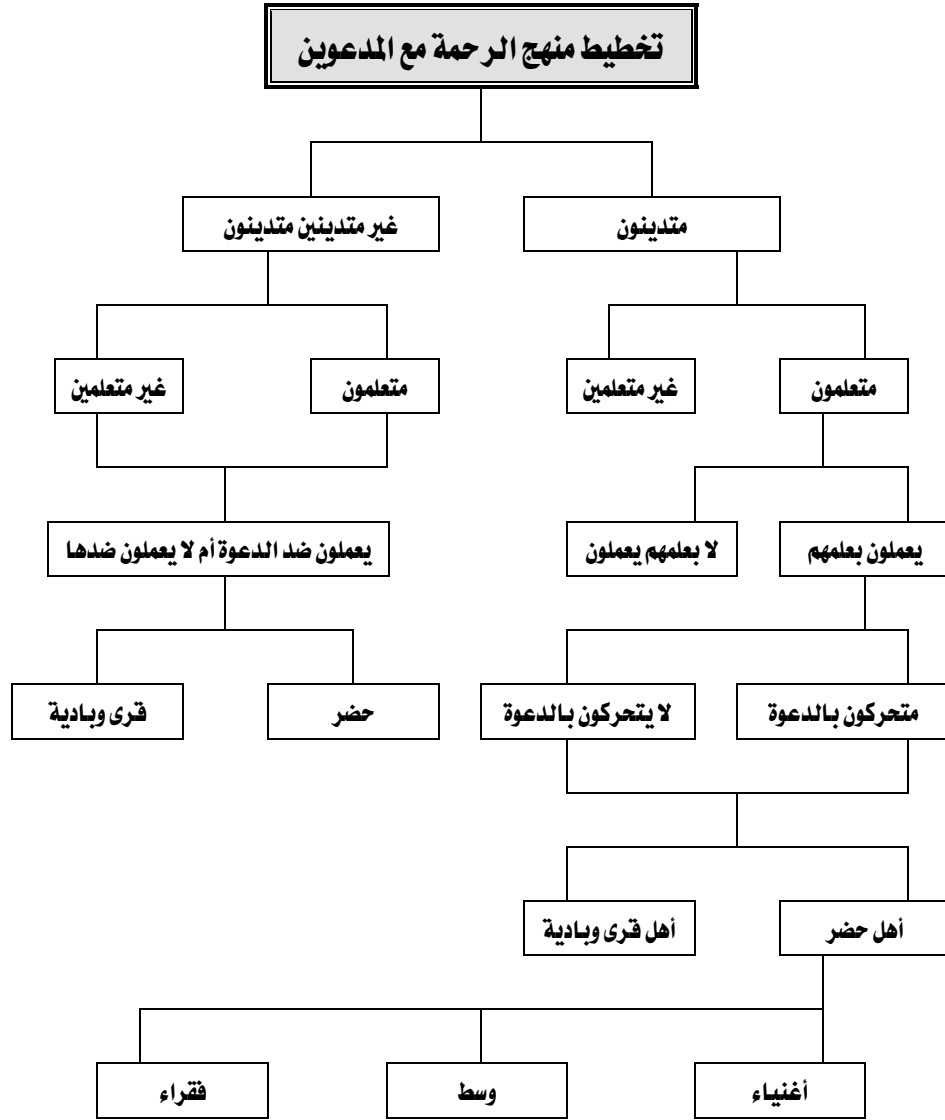 تخطيط منهج الرحمة مع المدعوين
متدينون
غير متدينين متدينون
متعلمون
غير متعلمين
متعلمون
غير متعلمين
يعملون بعلمهم
لا بعلمهم يعملون
يعملون ضد الدعوة أم لا يعملون ضدها
متحركون بالدعوة
لا يتحركون بالدعوة
حضر
قرى وبادية
أهل حضر
أهل قرى وبادية
أغنياء
وسط
فقراء